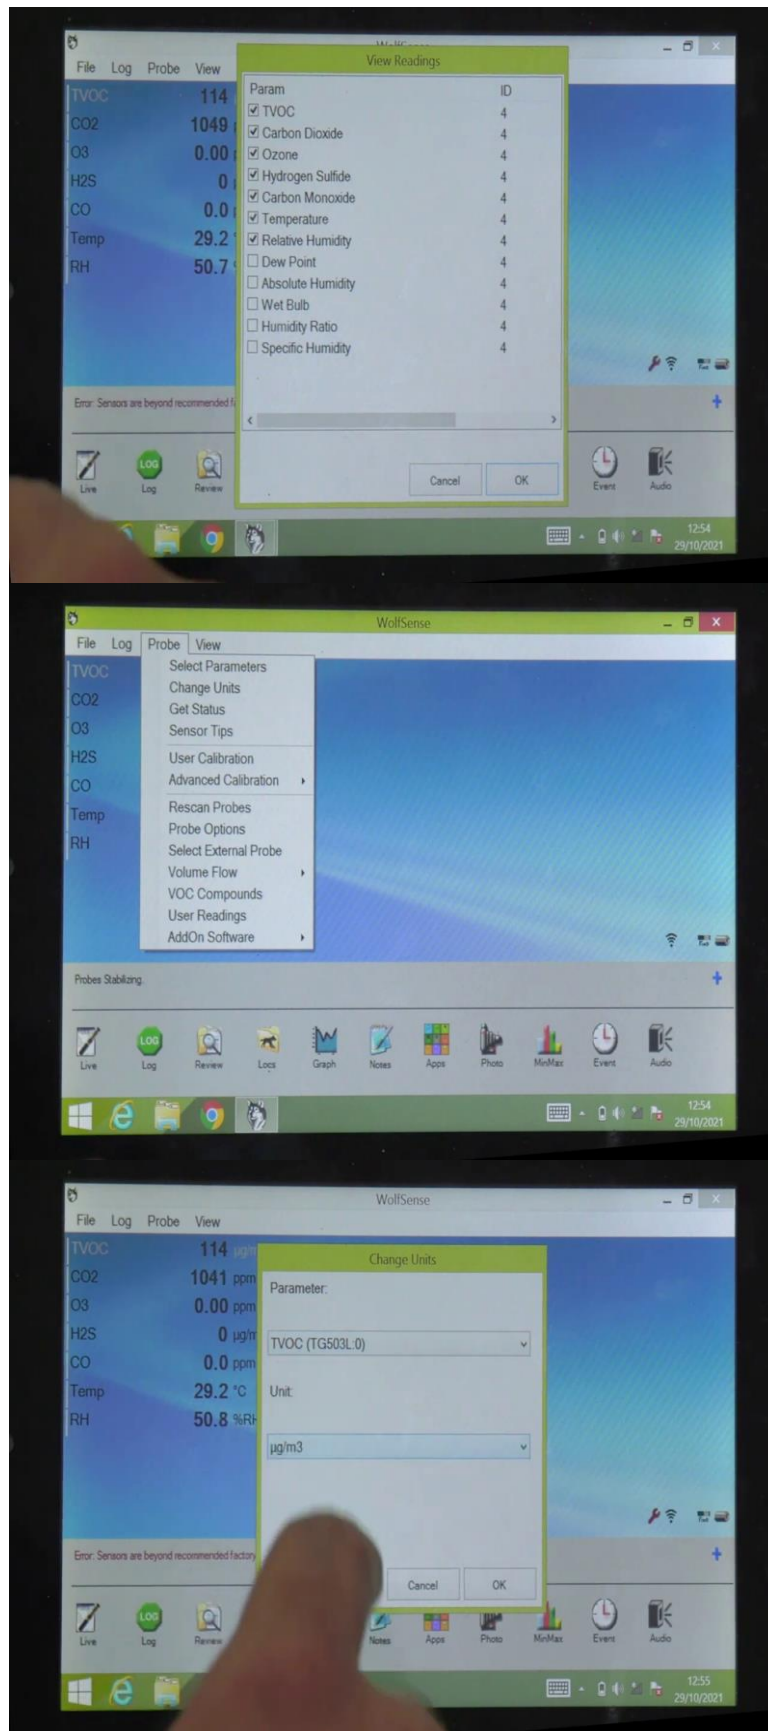 View Readings
File Log Probe View
TVOC 114
CO2 1049
O3 0.00
H2S 0
CO 0.0
Temp 29.2
RH 50.7
Param ID
TVOC 4
Carbon Dioxide 4
Ozone 4
Hydrogen Sulfide 4
Carbon Monoxide 4
Temperature 4
Relative Humidity 4
Dew Point 4
Absolute Humidity 4
Wet Bulb 4
Humidity Ratio 4
Specific Humidity 4
Error: Sensors are beyond recommended
Cancel OK
LOG
Live Log Review Event Audio
12:54
29/10/2021
WolfSense
File Log Probe View
TVOC
CO2
O3
H2S
CO
Temp
RH
Select Parameters
Change Units
Get Status
Sensor Tips
User Calibration
Advanced Calibration
Rescan Probes
Probe Options
Select External Probe
Volume Flow
VOC Compounds
User Readings
AddOn Software
Probes Stabilizing.
LOG
Live Log Review Locs Graph Notes Apps Photo MinMax Event Audio
12:54
29/10/2021
WolfSense
File Log Probe View
TVOC 114 µg/m
CO2 1041 ppm
O3 0.00 ppm
H2S 0 µg/m
CO 0.0 ppm
Temp 29.2 °C
RH 50.8 %RH
Change Units
Parameter:
TVOC (TG503L:0)
Unit:
µg/m3
Cancel OK
Error: Sensors are beyond recommended factory
LOG
Live Log Review Notes Apps Photo MinMax Event Audio
12:55
29/10/2021